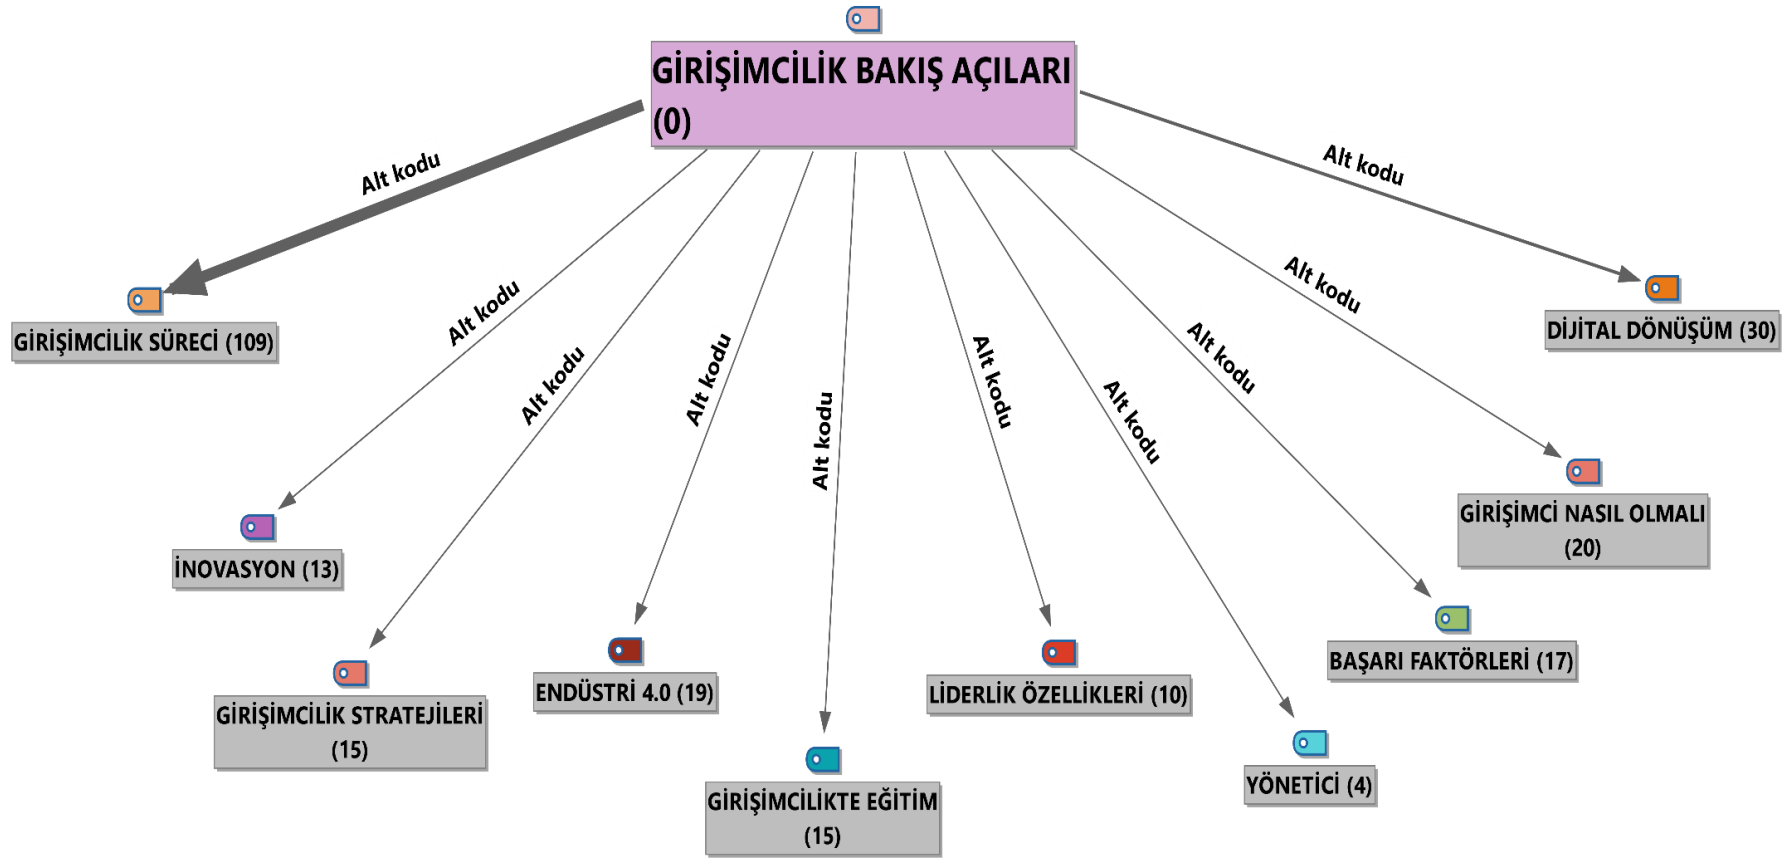 GİRİŞİMCİLİK BAKIŞ AÇILARI
(0)
Alt kodu
Alt kodu
Alt kodu
Alt kodu
Alt kodu
Alt kodu
Alt kodu
Alt kodu
Alt kodu
Alt kodu
GİRİŞİMCİLİK SÜRECİ (109)
İNOVASYON (13)
GİRİŞİMCİLİK STRATEJİLERİ
(15)
ENDÜSTRİ 4.0 (19)
GİRİŞİMCİLİKTE EĞİTİM
(15)
LİDERLİK ÖZELLİKLERİ (10)
YÖNETİCİ (4)
BAŞARI FAKTÖRLERİ (17)
GİRİŞİMCİ NASIL OLMALI
(20)
DİJİTAL DÖNÜŞÜM (30)